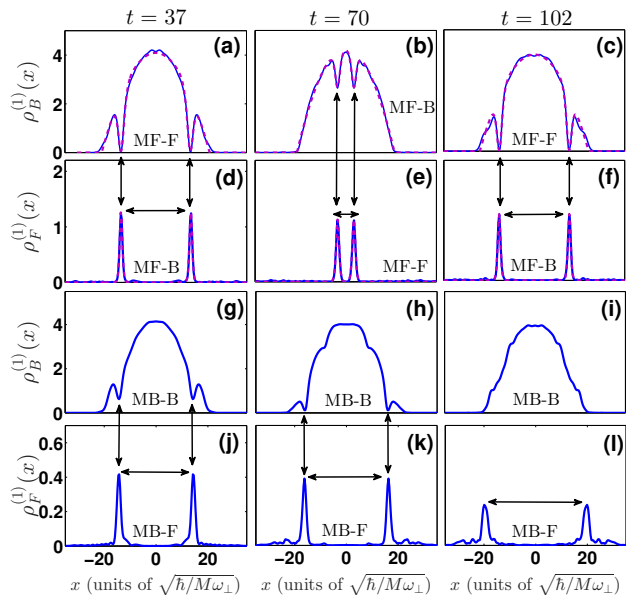 t = 37 t = 70 t = 102
ρ_B^{(1)}(x) 4 2 0 (a) MF-F (b) MF-B (c) MF-F
ρ_F^{(1)}(x) 2 1 0 (d) MF-B (e) MF-F (f) MF-B
ρ_B^{(1)}(x) 4 2 0 (g) MB-B (h) MB-B (i) MB-B
ρ_F^{(1)}(x) 0.6 0.4 0.2 0 (j) MB-F (k) MB-F (l) MB-F
−20 0 20 −20 0 20 −20 0 20
x (units of √ħ/Mω⊥) x (units of √ħ/Mω⊥) x (units of √ħ/Mω⊥)